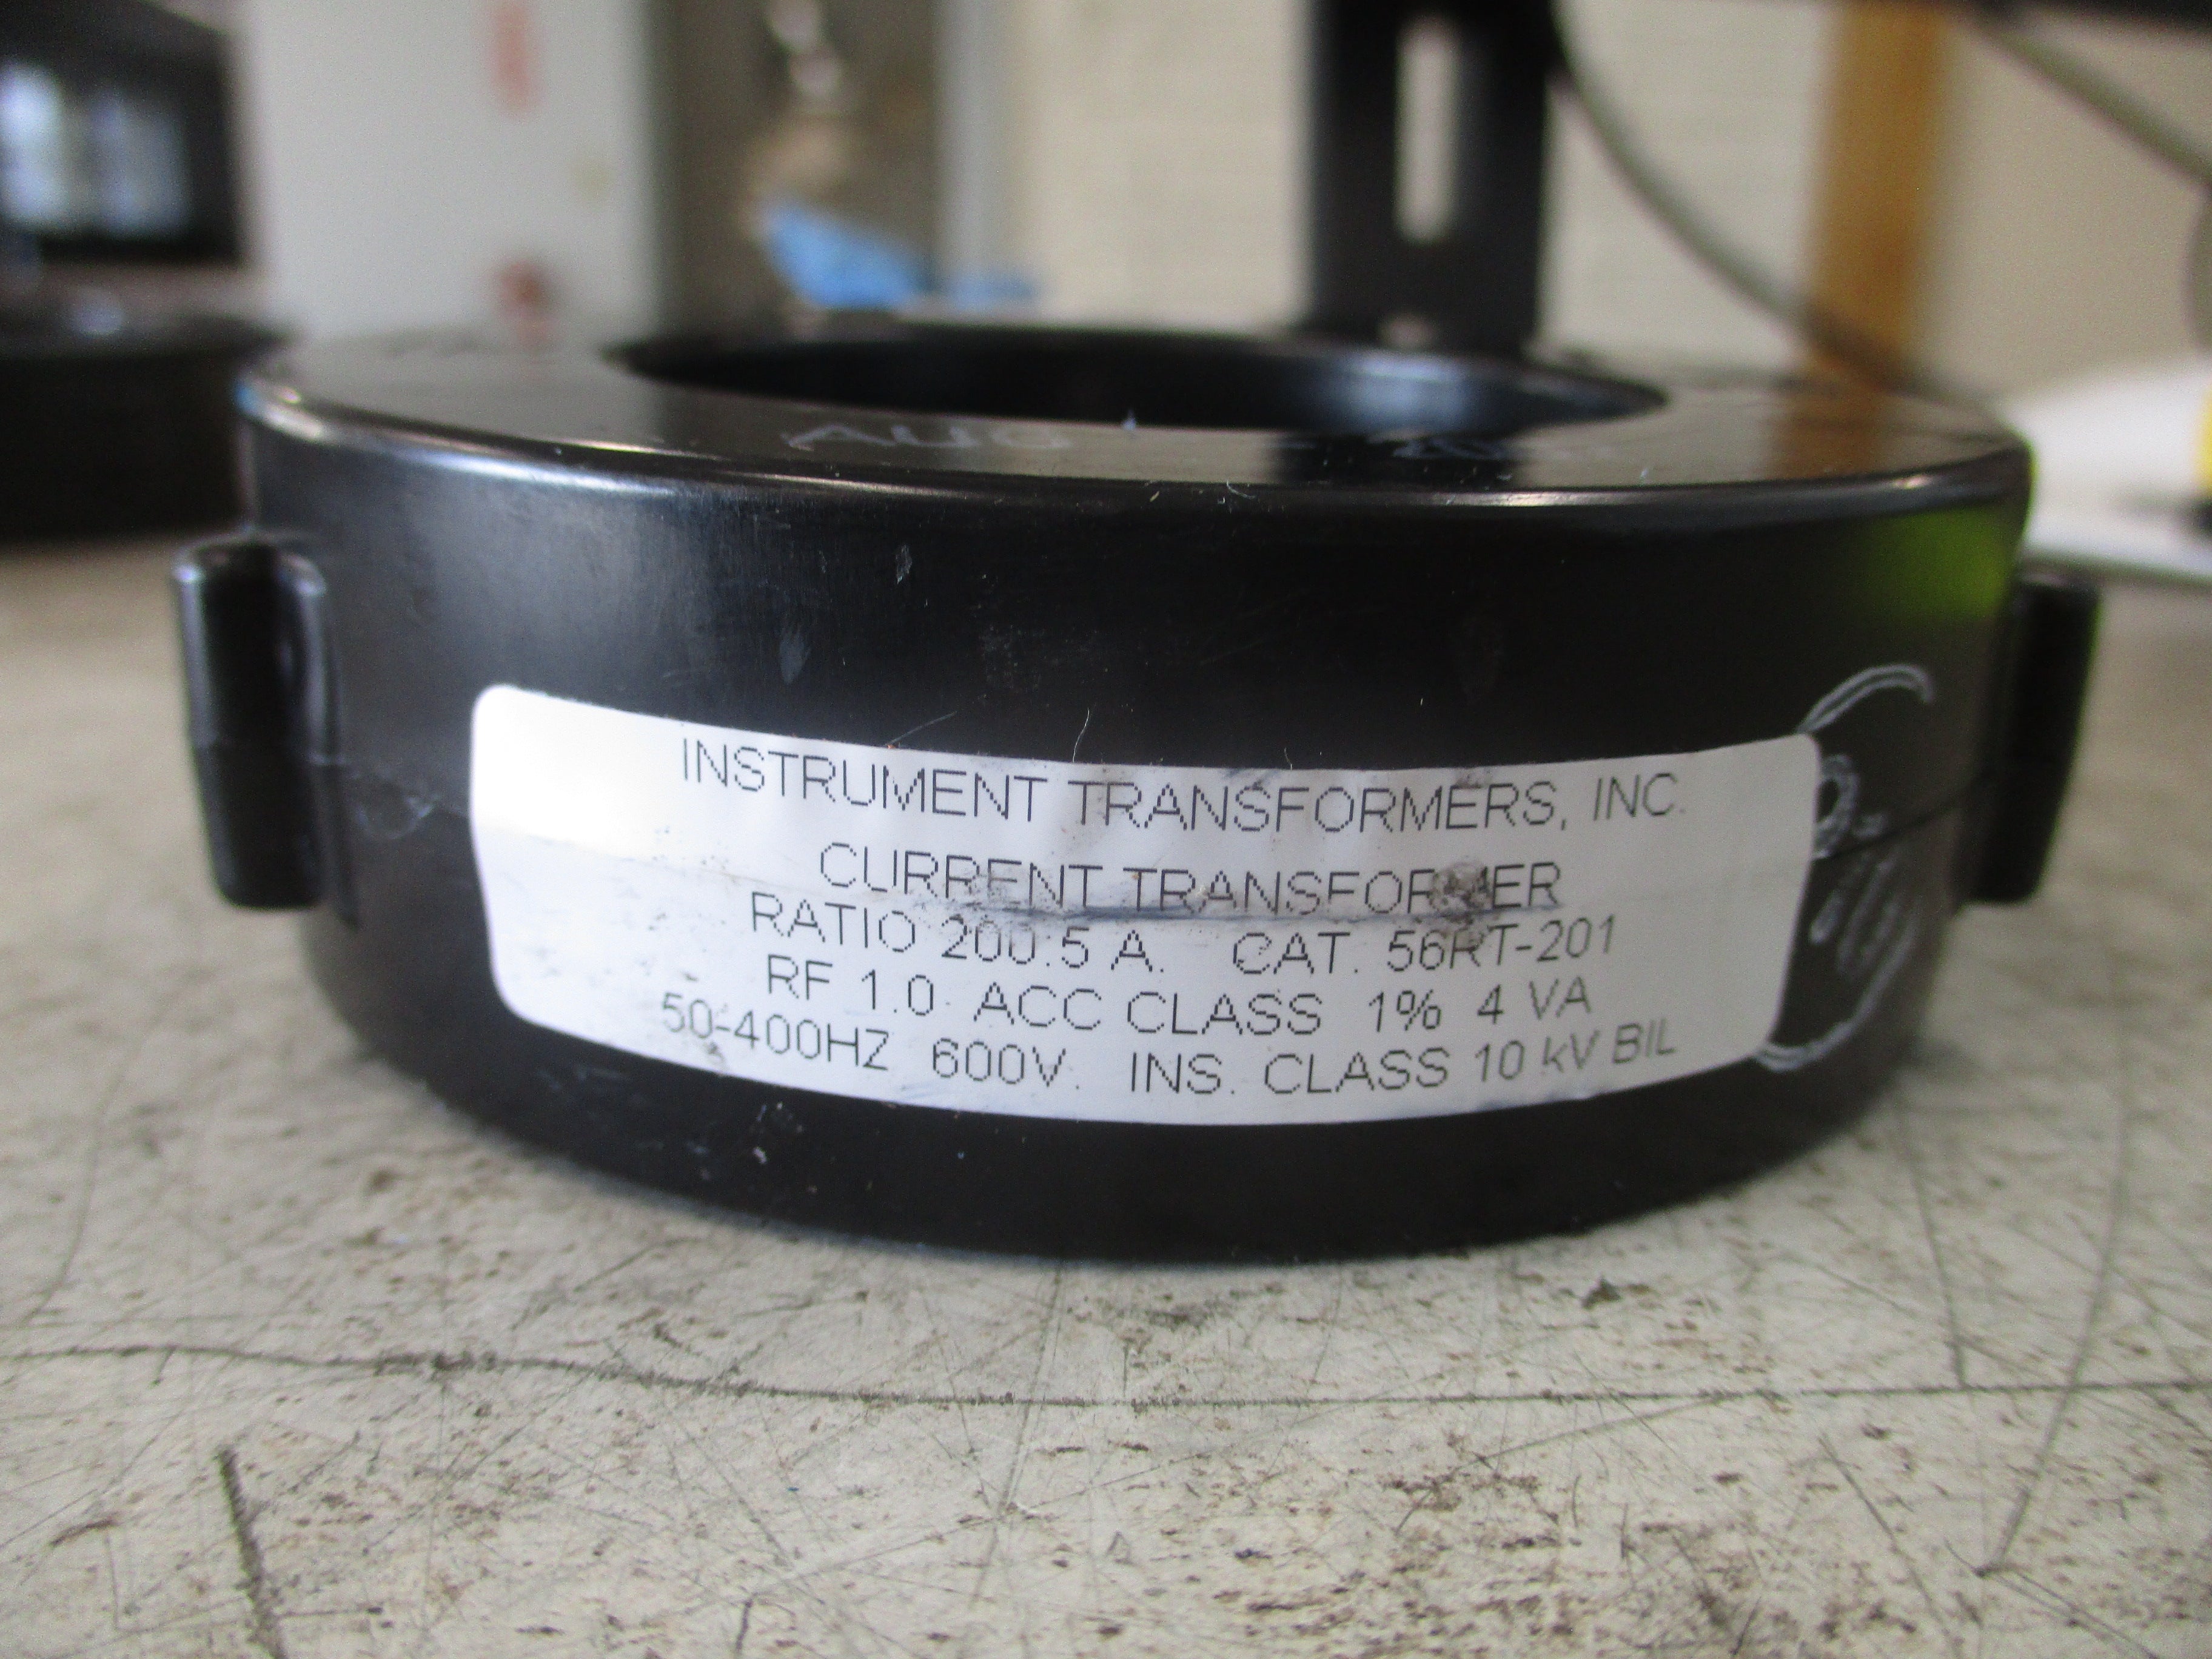 INSTRUMENT TRANSFORMERS, INC.
CURRENT TRANSFORMER
RATIO 200:5 A. CAT. 56RT-201
RF 1.0 ACC CLASS 1% 4 VA
50-400HZ 600V. INS. CLASS 10 kV BIL